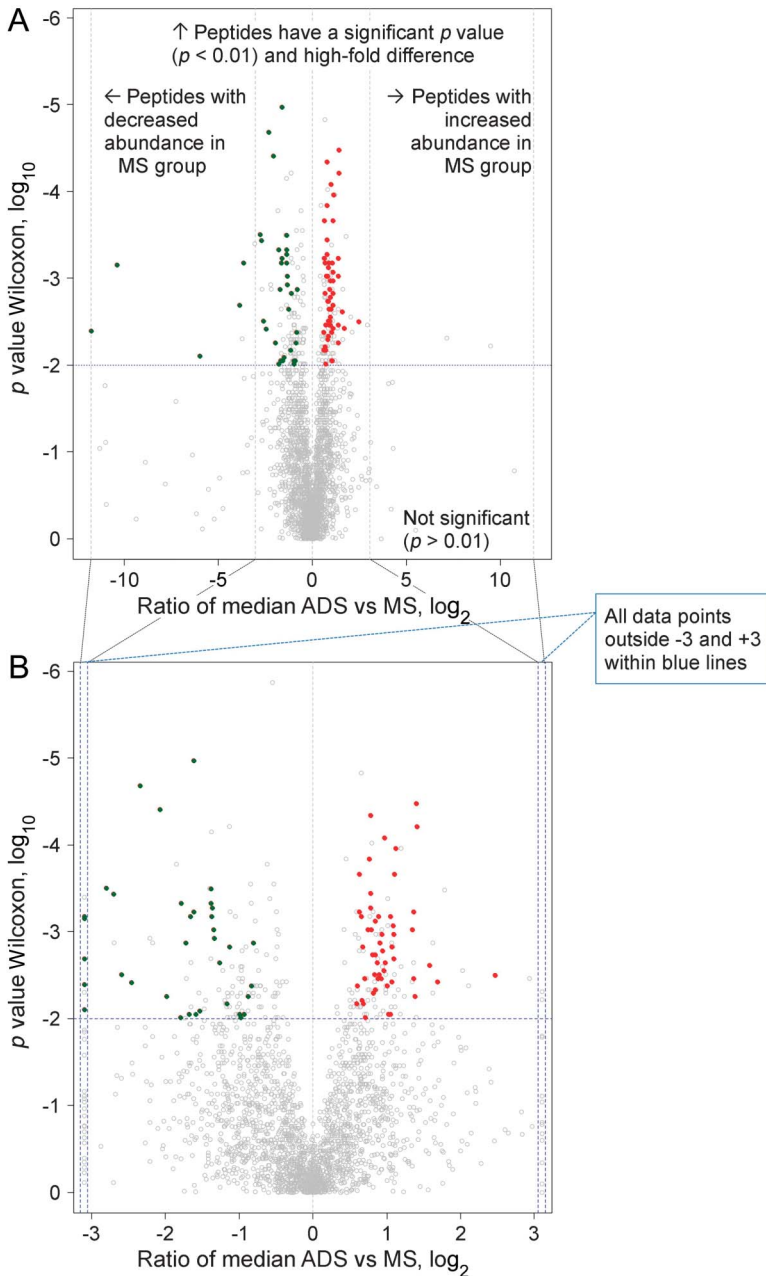 A
↑ Peptides have a significant p value
(p < 0.01) and high-fold difference
← Peptides with
decreased
abundance in
MS group
→ Peptides with
increased
abundance in
MS group
Not significant
(p > 0.01)
p value Wilcoxon, log10
-6
-5
-4
-3
-2
-1
0
-10
-5
0
5
10
Ratio of median ADS vs MS, log2
All data points
outside -3 and +3
within blue lines
B
p value Wilcoxon, log10
-6
-5
-4
-3
-2
-1
0
-3
-2
-1
0
1
2
3
Ratio of median ADS vs MS, log2